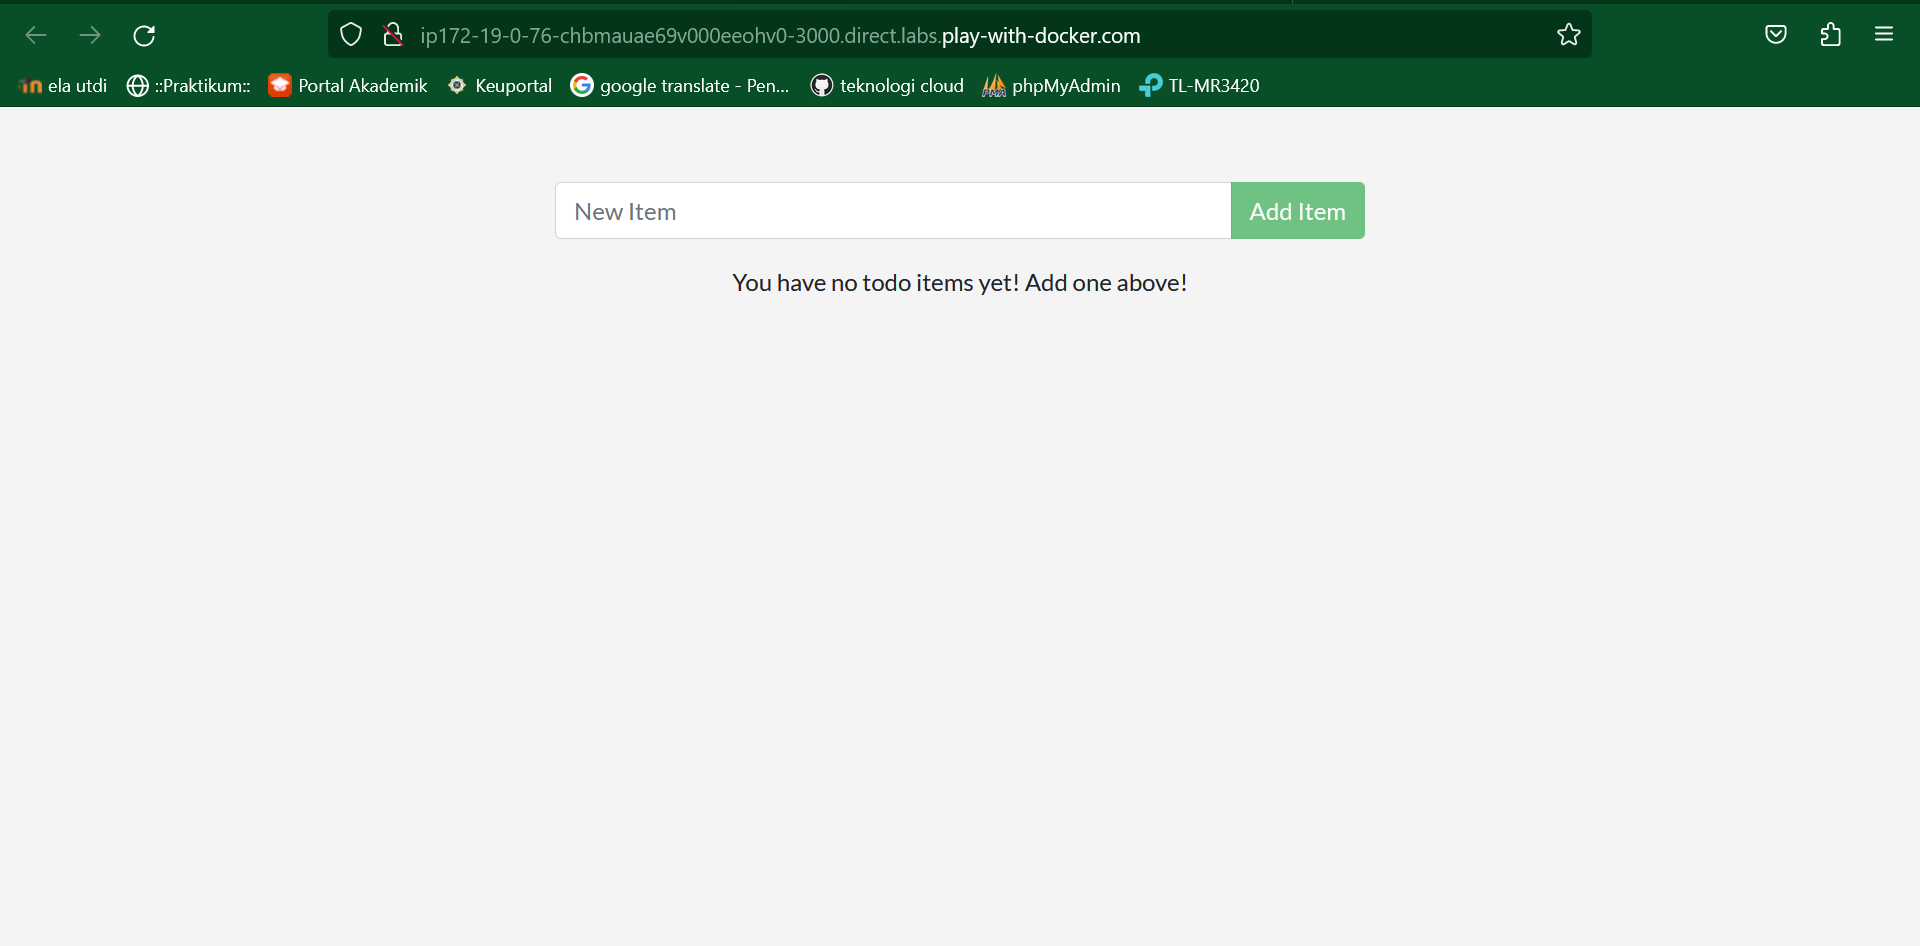 ip172-19-0-76-chbmauae69v000eeohv0-3000.direct.labs.play-with-docker.com
ela utdi ::Praktikum:: Portal Akademik Keuportal google translate - Pen... teknologi cloud phpMyAdmin TL-MR3420
New Item Add Item
You have no todo items yet! Add one above!